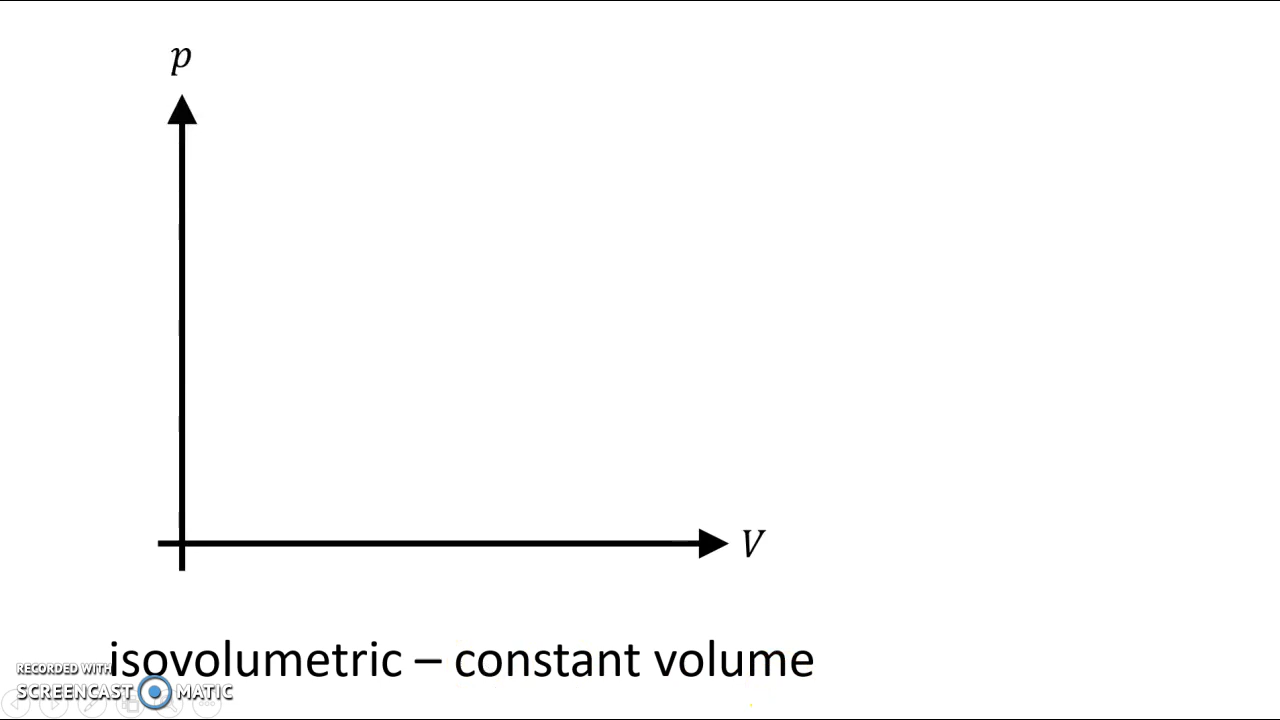 p
V
isovolumetric – constant volume
RECORDED WITH
SCREENCAST MATIC